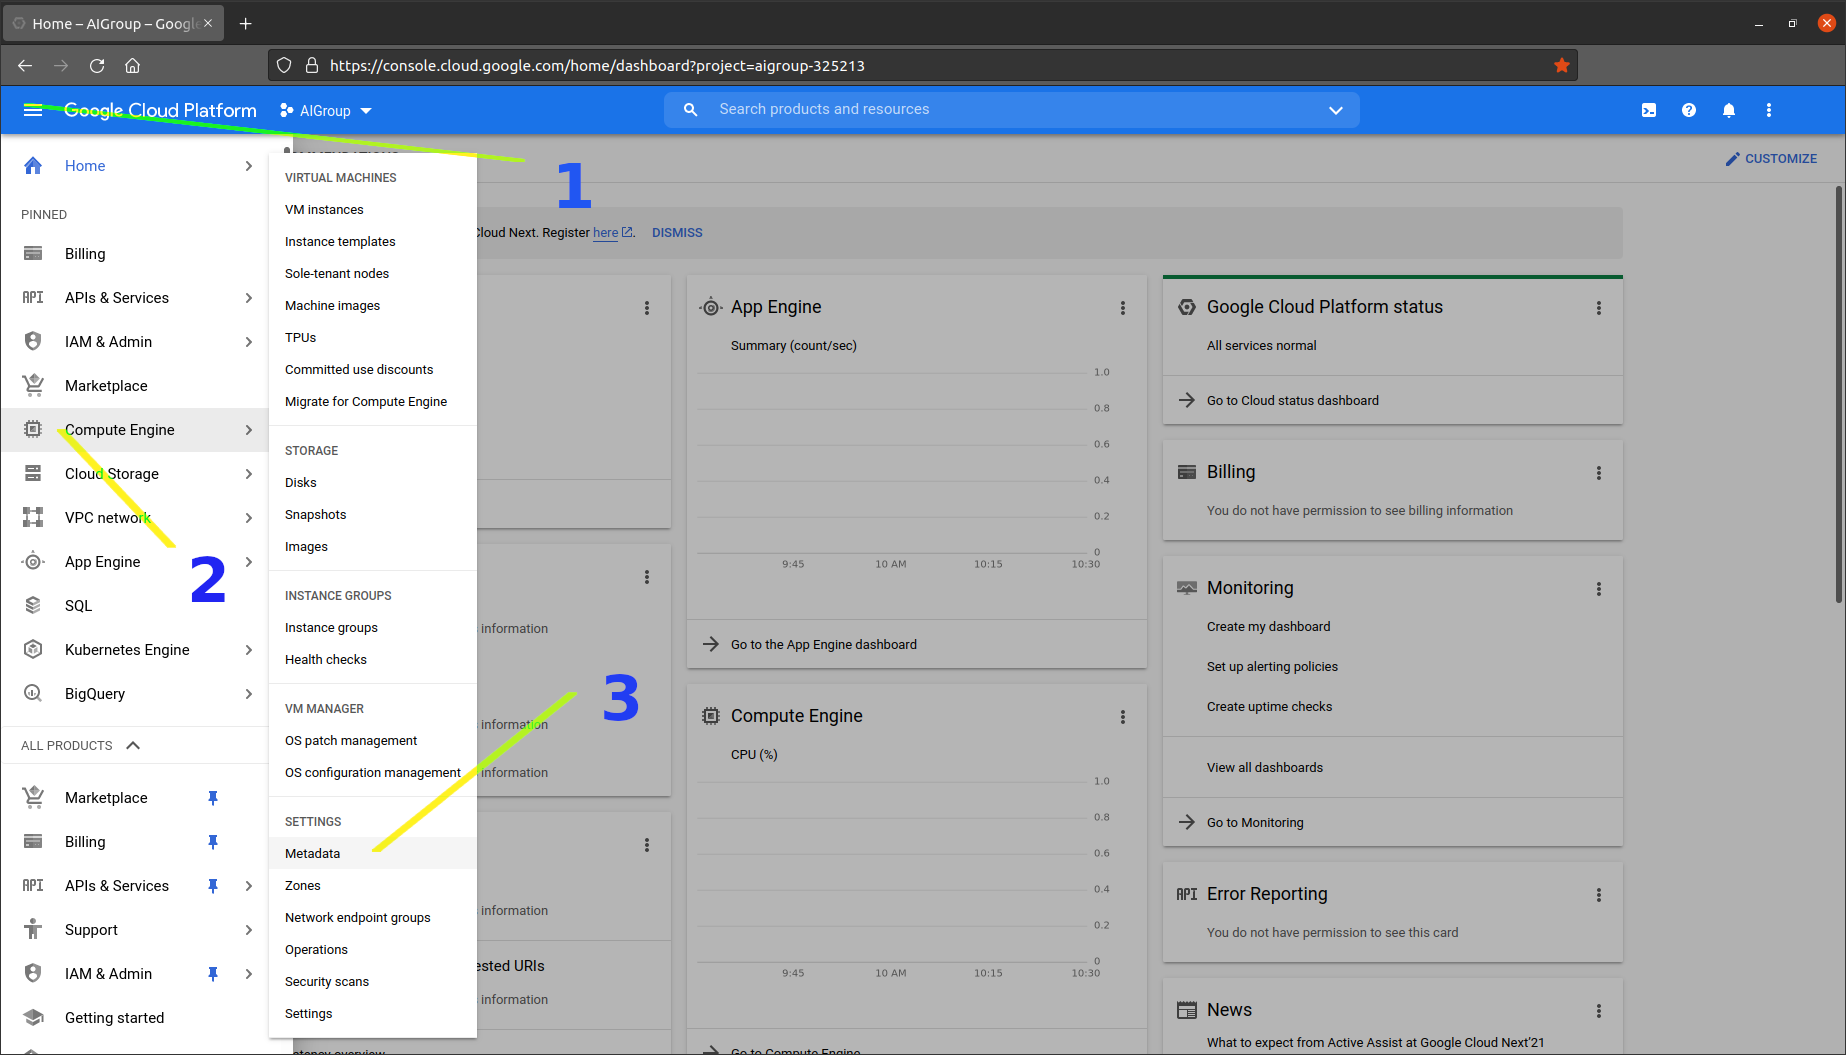 Home – AIGroup – Googl
https://console.cloud.google.com/home/dashboard?project=aigroup-325213
Google Cloud Platform
AIGroup
Search products and resources
Home
PINNED
Billing
API APIs & Services
IAM & Admin
Marketplace
Compute Engine
Cloud Storage
VPC network
App Engine
SQL
Kubernetes Engine
BigQuery
ALL PRODUCTS
Marketplace
Billing
API APIs & Services
Support
IAM & Admin
Getting started
VIRTUAL MACHINES
VM instances
Instance templates
Sole-tenant nodes
Machine images
TPUs
Committed use discounts
Migrate for Compute Engine
STORAGE
Disks
Snapshots
Images
INSTANCE GROUPS
Instance groups
Health checks
VM MANAGER
OS patch management
OS configuration management
SETTINGS
Metadata
Zones
Network endpoint groups
Operations
Security scans
Settings
1
2
3
CUSTOMIZE
Cloud Next. Register here. DISMISS
information
information
information
information
ested URIs
information
App Engine
Summary (count/sec)
1.0
0.8
0.6
0.4
0.2
0
9:45 10 AM 10:15 10:30
Go to the App Engine dashboard
Compute Engine
CPU (%)
1.0
0.8
0.6
0.4
0.2
0
9:45 10 AM 10:15 10:30
Go to Compute Engine
Google Cloud Platform status
All services normal
Go to Cloud status dashboard
Billing
You do not have permission to see billing information
Monitoring
Create my dashboard
Set up alerting policies
Create uptime checks
View all dashboards
Go to Monitoring
API Error Reporting
You do not have permission to see this card
News
What to expect from Active Assist at Google Cloud Next'21